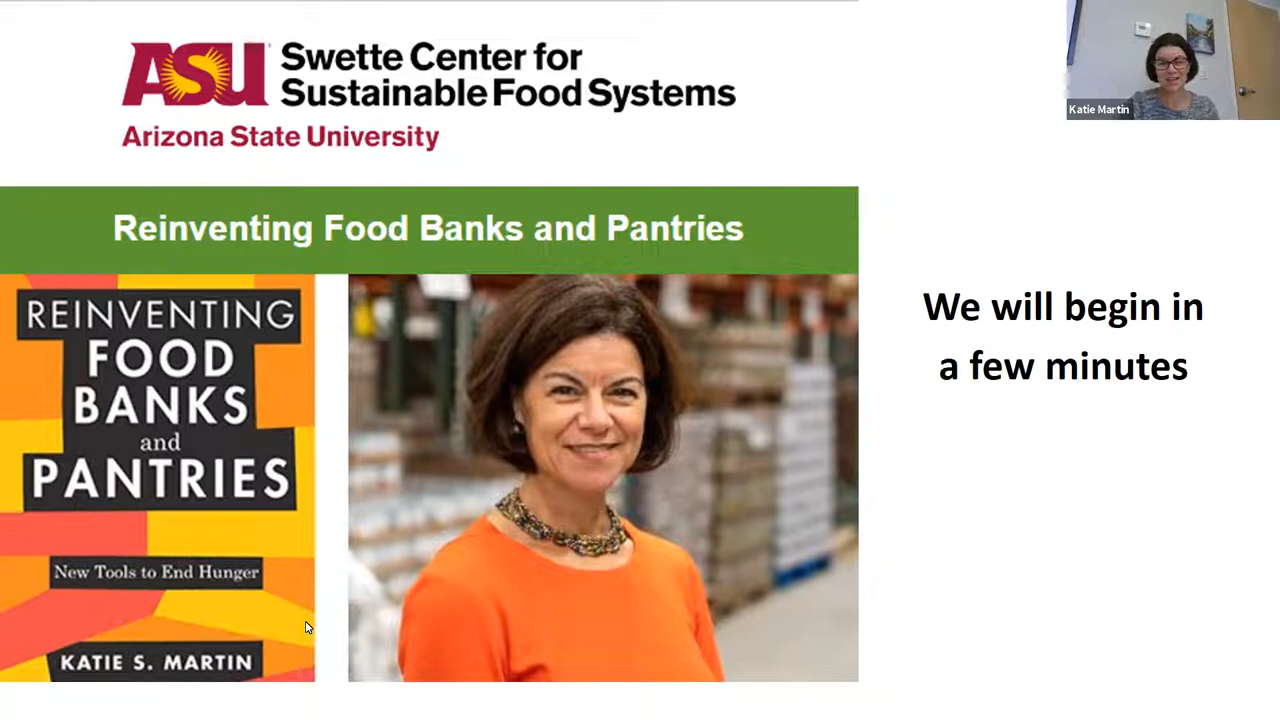 ASU
Swette Center for
Sustainable Food Systems
Arizona State University
Katie Martin
Reinventing Food Banks and Pantries
REINVENTING
FOOD
BANKS
and
PANTRIES
New Tools to End Hunger
KATIE S. MARTIN
We will begin in
a few minutes